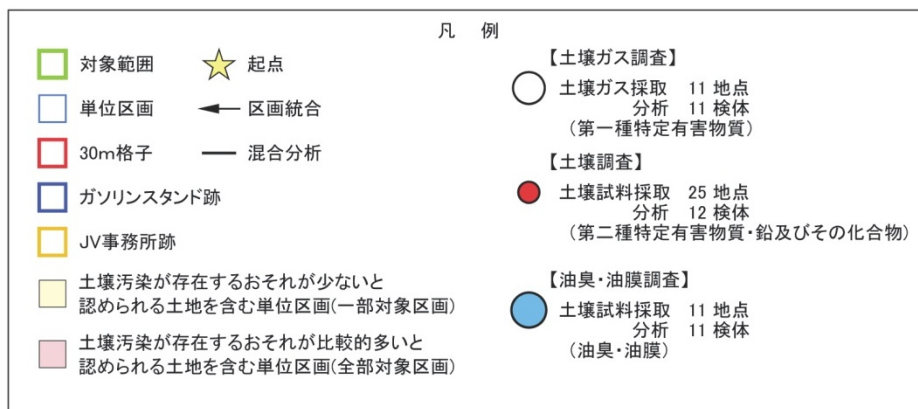 凡　例
対象範囲
起点
単位区画
区画統合
30m格子
混合分析
ガソリンスタンド跡
JV事務所跡
土壌汚染が存在するおそれが少ないと
認められる土地を含む単位区画(一部対象区画)
土壌汚染が存在するおそれが比較的多いと
認められる土地を含む単位区画(全部対象区画)
【土壌ガス調査】
土壌ガス採取　11 地点
分析　11 検体
(第一種特定有害物質)
【土壌調査】
土壌試料採取　25 地点
分析　12 検体
(第二種特定有害物質・鉛及びその化合物)
【油臭・油膜調査】
土壌試料採取　11 地点
分析　11 検体
(油臭・油膜)